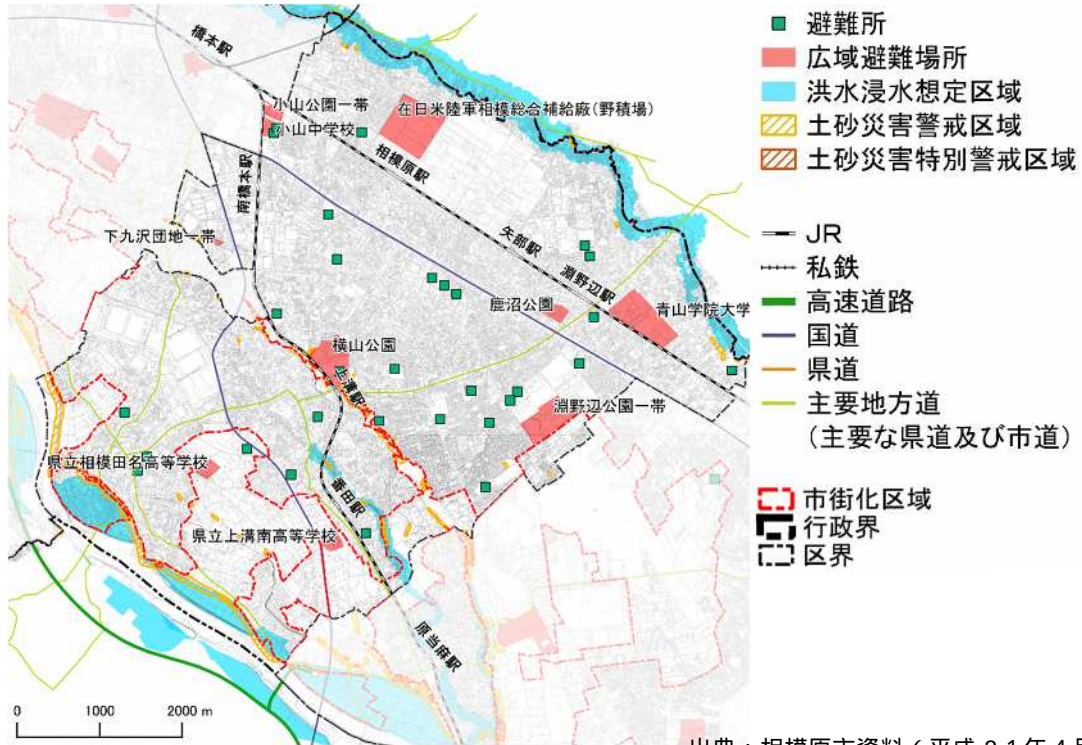 橋本駅
小山公園一帯
小山中学校
在日米陸軍相模総合補給廠(野積場)
相模原駅
南橋本駅
矢部駅
下九沢団地一帯
淵野辺駅
鹿沼公園
青山学院大学
横山公園
上溝駅
淵野辺公園一帯
県立相模田名高等学校
番田駅
県立上溝南高等学校
原当麻駅
0 1000 2000 m
避難所
広域避難場所
洪水浸水想定区域
土砂災害警戒区域
土砂災害特別警戒区域
JR
私鉄
高速道路
国道
県道
主要地方道
(主要な県道及び市道)
市街化区域
行政界
区界